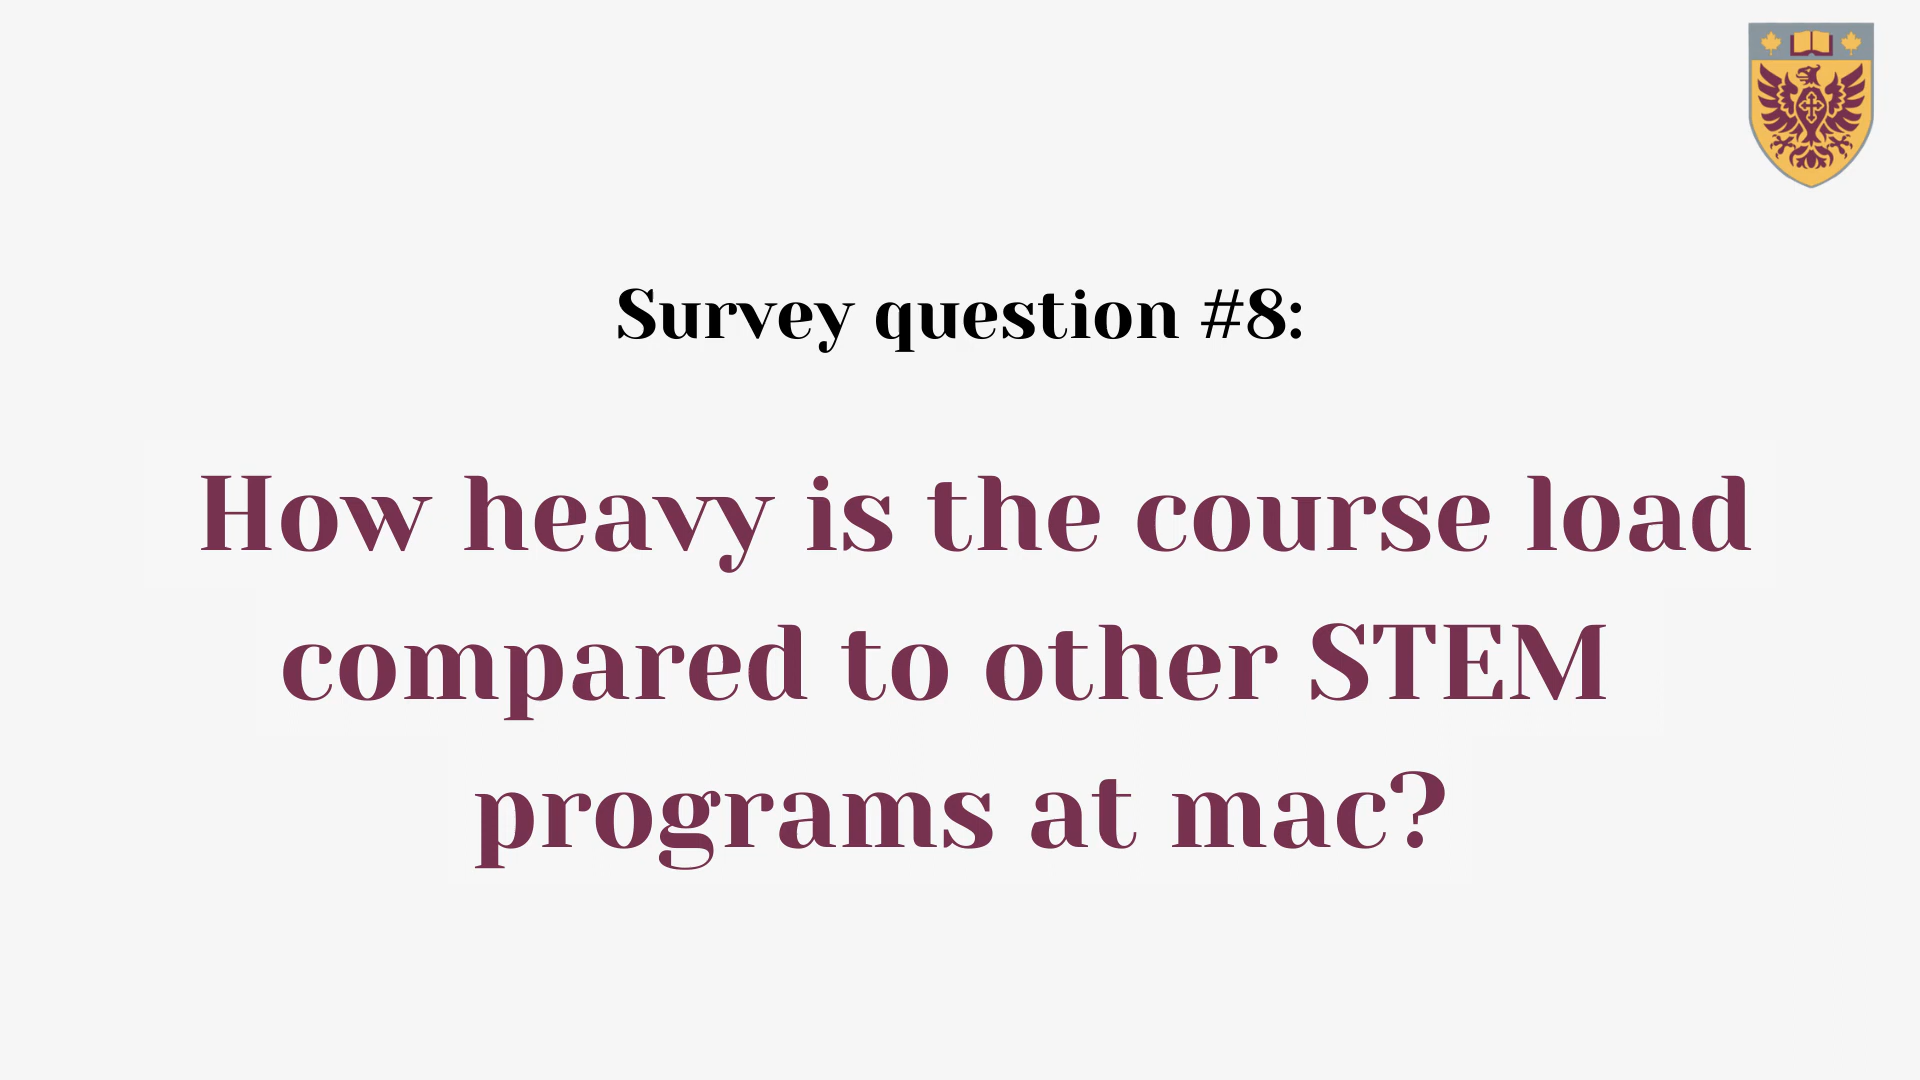 Survey question #8:
How heavy is the course load
compared to other STEM
programs at mac?